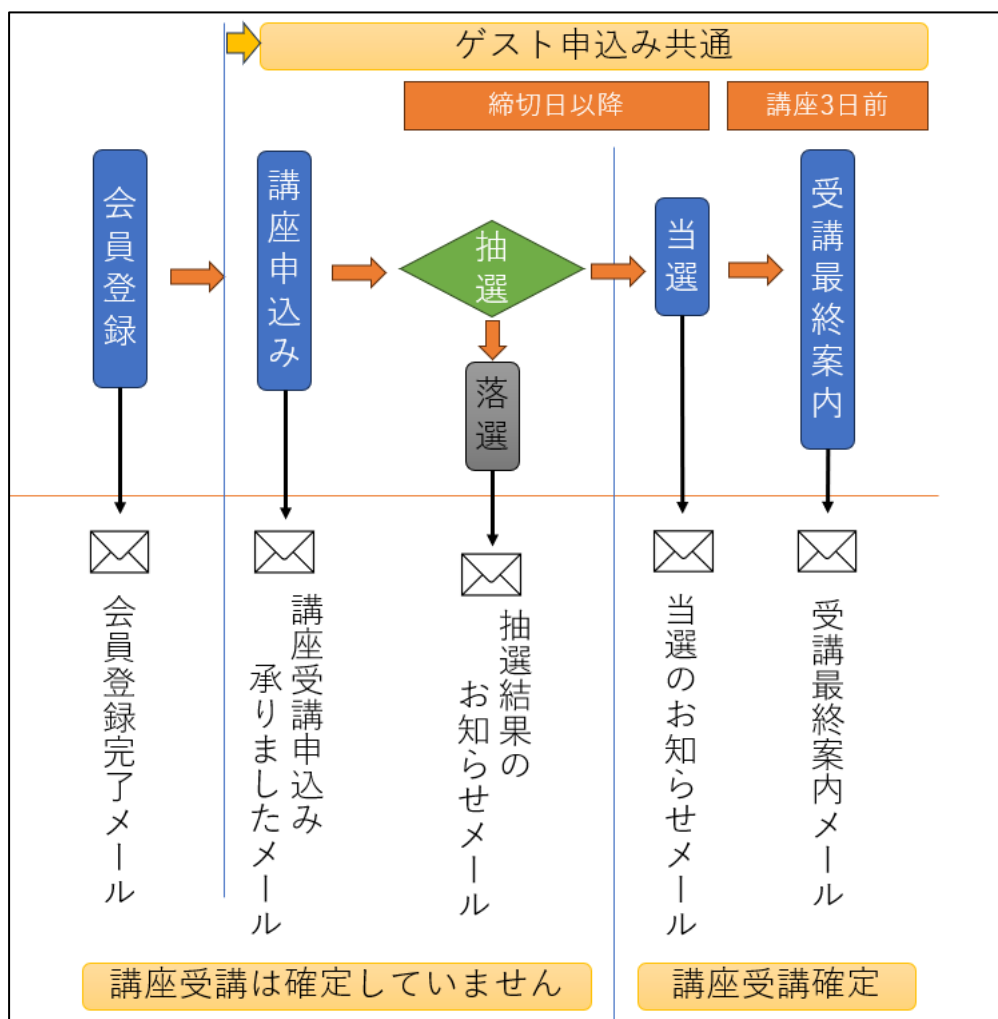 ゲスト申込み共通
締切日以降
講座3日前
会員登録
講座申込み
抽選
当選
受講最終案内
落選
会員登録完了メール
講座受講申込み
承りましたメール
抽選結果の
お知らせメール
当選のお知らせメール
受講最終案内メール
講座受講は確定していません
講座受講確定